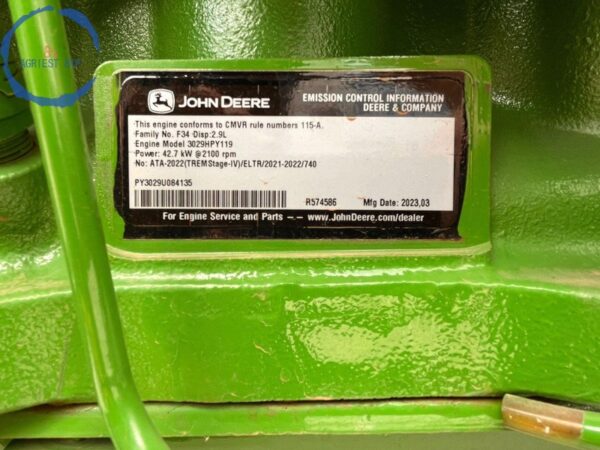 JOHN DEERE
EMISSION CONTROL INFORMATION
DEERE & COMPANY
This engine conforms to CMVR rule numbers 115-A.
Family No. F34 Disp:2.9L
Engine Model 3029HPY119
Power: 42.7 kW @2100 rpm
No: ATA-2022(TREMStage-IV)/ELTR/2021-2022/740
PY3029U084135
R574586 Mfg Date: 2023,03
For Engine Service and Parts -- www.JohnDeere.com/dealer